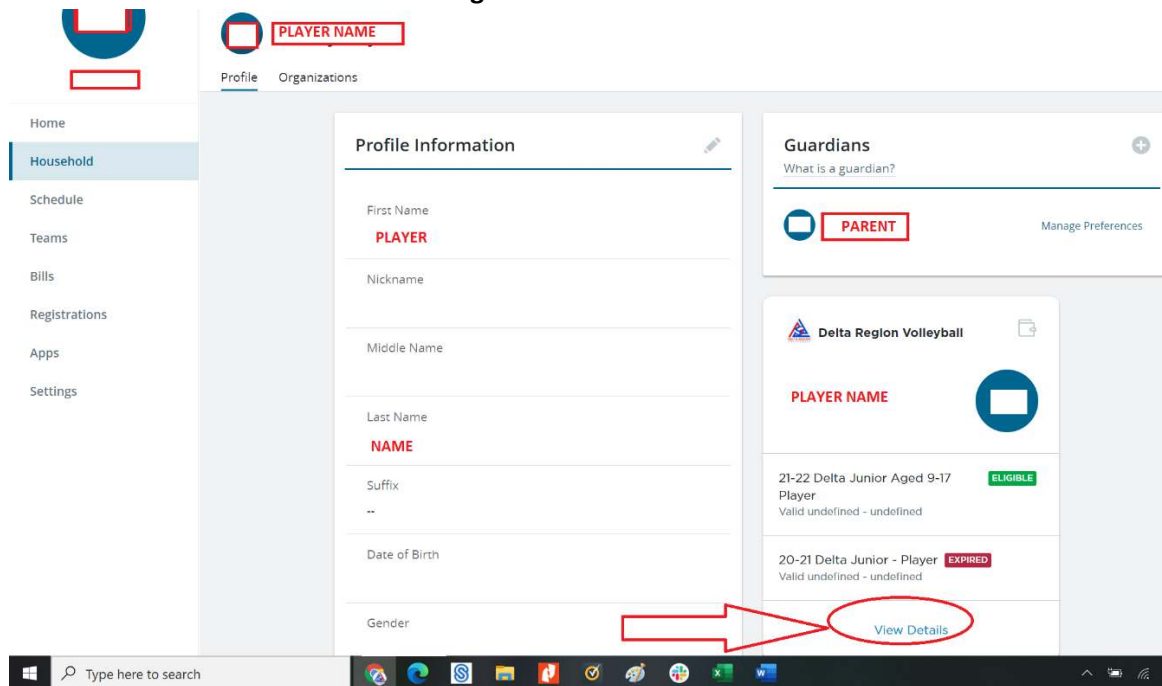 PLAYER NAME
Profile Organizations
Home
Household
Schedule
Teams
Bills
Registrations
Apps
Settings
Profile Information
First Name
PLAYER
Nickname
Middle Name
Last Name
NAME
Suffix
--
Date of Birth
Gender
Guardians
What is a guardian?
PARENT
Manage Preferences
Delta Region Volleyball
PLAYER NAME
21-22 Delta Junior Aged 9-17 ELIGIBLE
Player
Valid undefined - undefined
20-21 Delta Junior - Player EXPIRED
Valid undefined - undefined
View Details
Type here to search